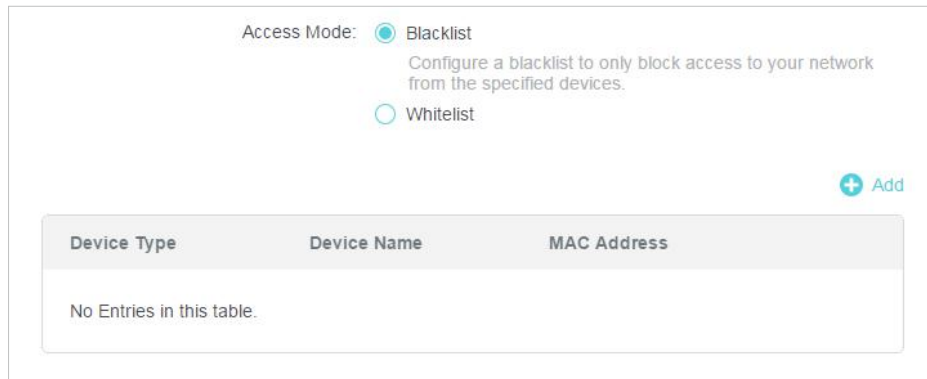 Access Mode: Blacklist
Configure a blacklist to only block access to your network
from the specified devices.
Whitelist
Add
Device Type Device Name MAC Address
No Entries in this table.